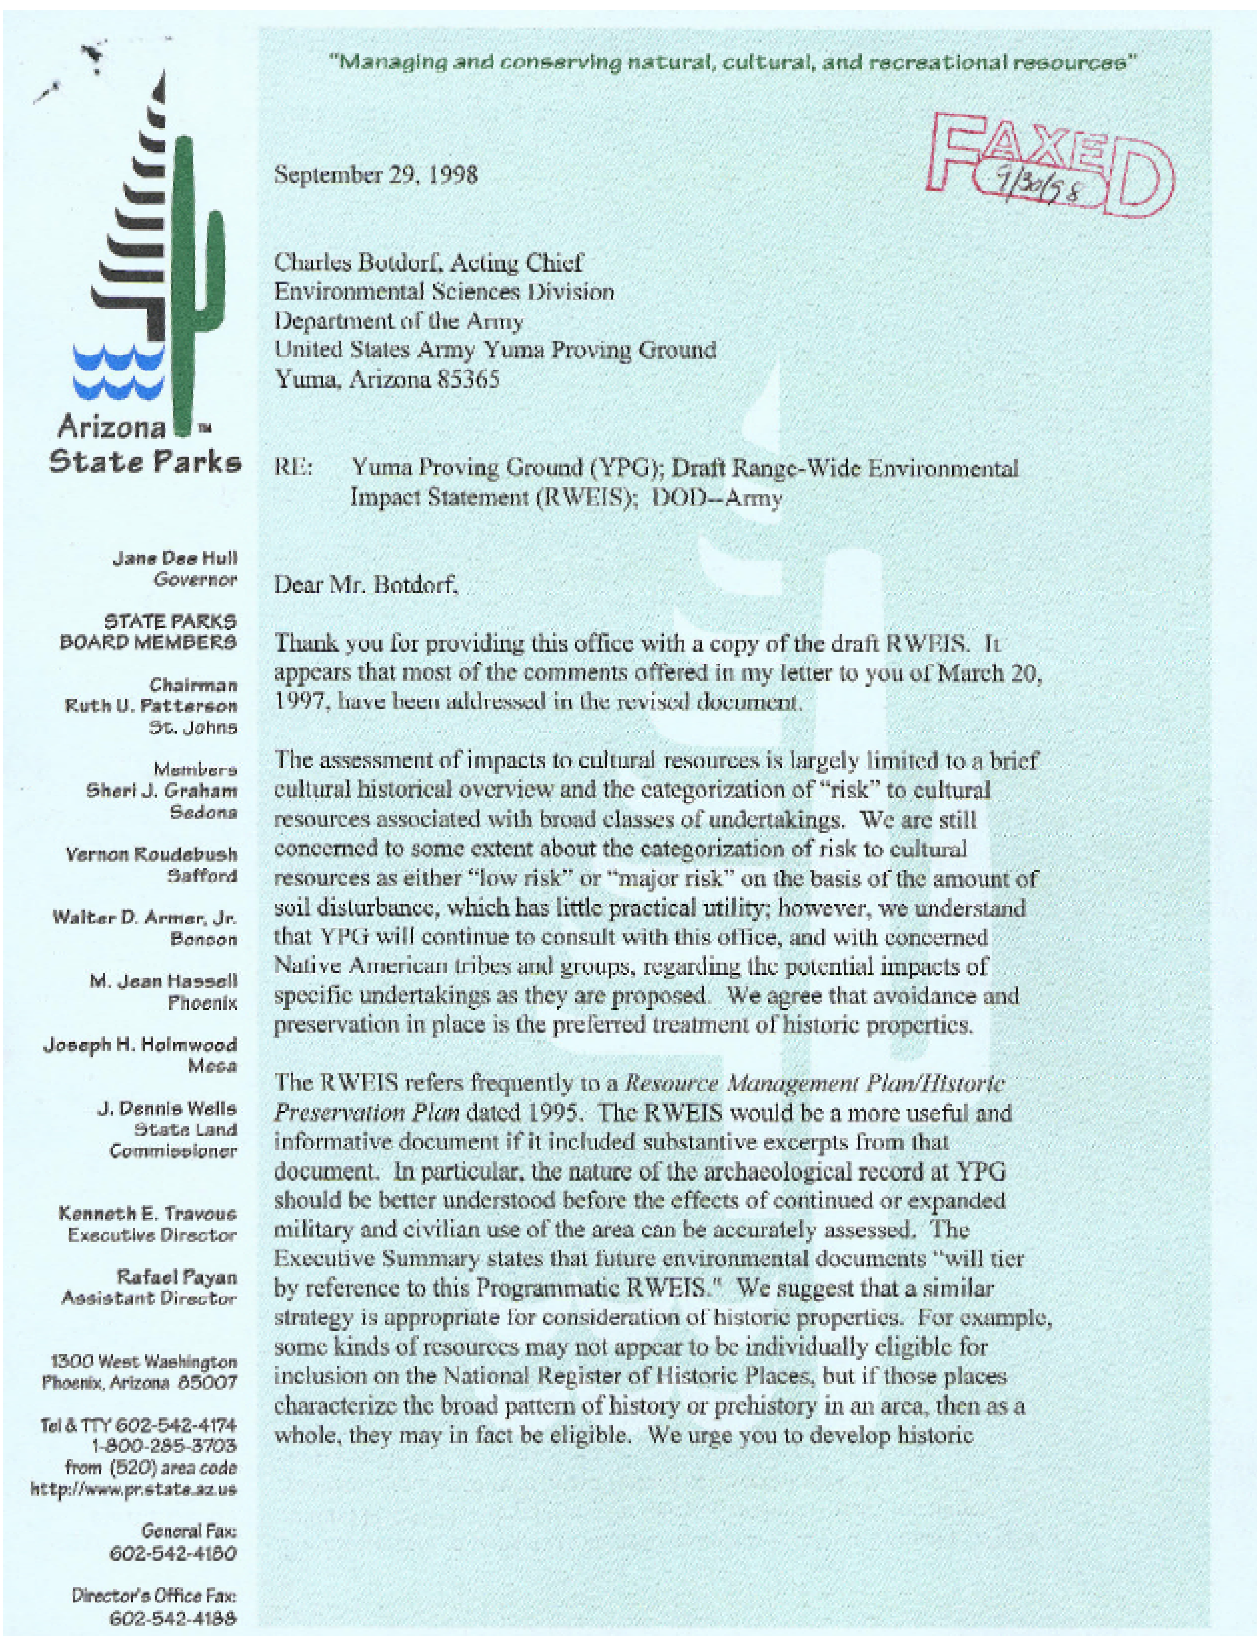 "Managing and conserving natural, cultural, and recreational resources"
FAXED
9/30/98
Arizona ™
State Parks
Jane Dee Hull
Governor
STATE PARKS
BOARD MEMBERS
Chairman
Ruth U. Patterson
St. Johns
Members
Sheri J. Graham
Sedona
Vernon Roudebush
Safford
Walter D. Armer, Jr.
Benson
M. Jean Hassell
Phoenix
Joseph H. Holmwood
Mesa
J. Dennis Wells
State Land
Commissioner
Kenneth E. Travous
Executive Director
Rafael Payan
Assistant Director
1300 West Washington
Phoenix, Arizona 85007
Tel & TTY 602-542-4174
1-800-285-3703
from (520) area code
http://www.pr.state.az.us
General Fax:
602-542-4180
Director's Office Fax:
602-542-4188
September 29, 1998
Charles Botdorf, Acting Chief
Environmental Sciences Division
Department of the Army
United States Army Yuma Proving Ground
Yuma, Arizona 85365
RE: Yuma Proving Ground (YPG); Draft Range-Wide Environmental
Impact Statement (RWEIS); DOD--Army
Dear Mr. Botdorf,
Thank you for providing this office with a copy of the draft RWEIS. It
appears that most of the comments offered in my letter to you of March 20,
1997, have been addressed in the revised document.
The assessment of impacts to cultural resources is largely limited to a brief
cultural historical overview and the categorization of "risk" to cultural
resources associated with broad classes of undertakings. We are still
concerned to some extent about the categorization of risk to cultural
resources as either "low risk" or "major risk" on the basis of the amount of
soil disturbance, which has little practical utility; however, we understand
that YPG will continue to consult with this office, and with concerned
Native American tribes and groups, regarding the potential impacts of
specific undertakings as they are proposed. We agree that avoidance and
preservation in place is the preferred treatment of historic properties.
The RWEIS refers frequently to a Resource Management Plan/Historic
Preservation Plan dated 1995. The RWEIS would be a more useful and
informative document if it included substantive excerpts from that
document. In particular, the nature of the archaeological record at YPG
should be better understood before the effects of continued or expanded
military and civilian use of the area can be accurately assessed. The
Executive Summary states that future environmental documents "will tier
by reference to this Programmatic RWEIS." We suggest that a similar
strategy is appropriate for consideration of historic properties. For example,
some kinds of resources may not appear to be individually eligible for
inclusion on the National Register of Historic Places, but if those places
characterize the broad pattern of history or prehistory in an area, then as a
whole, they may in fact be eligible. We urge you to develop historic